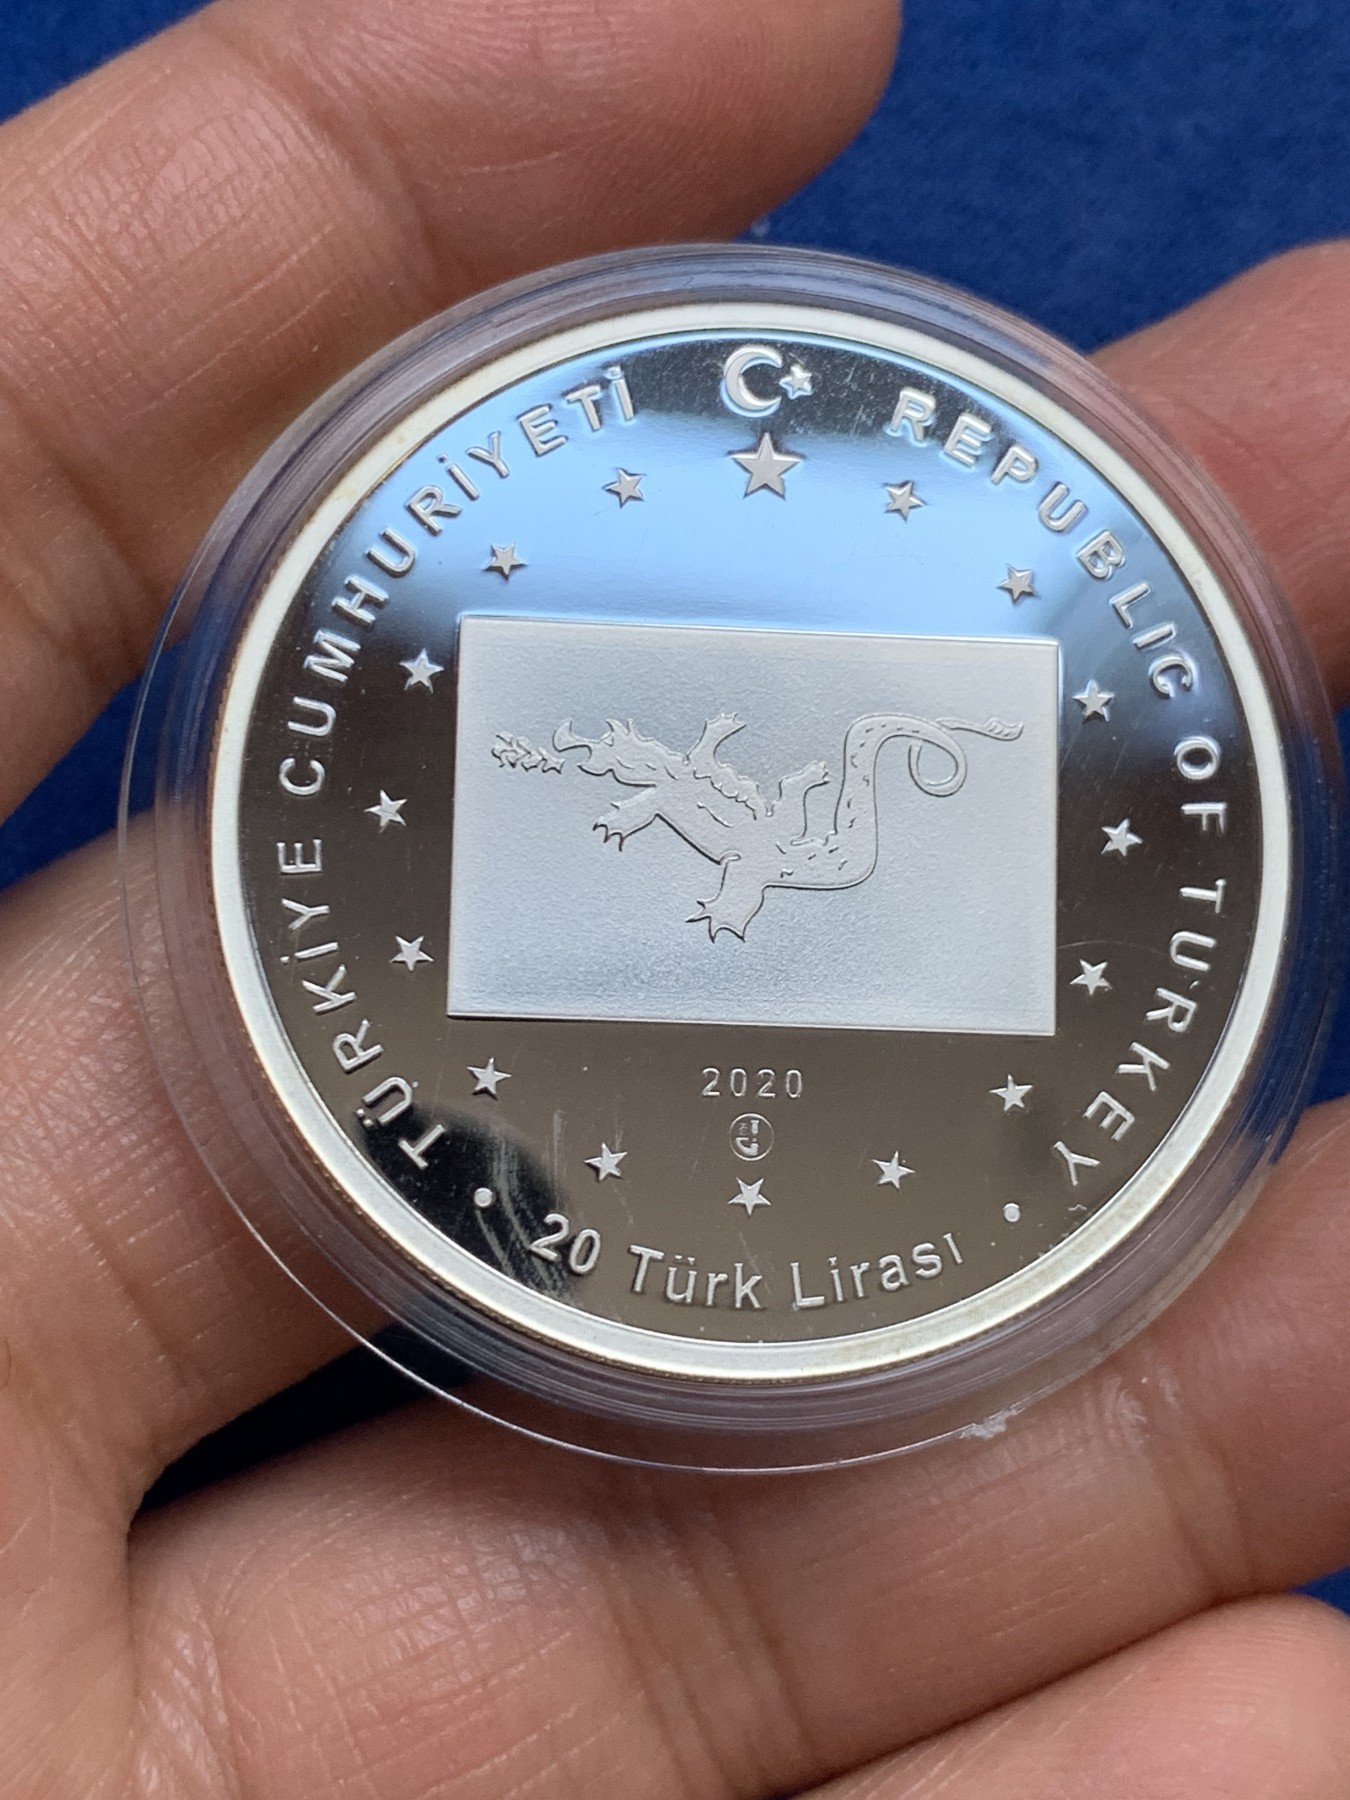 TÜRKİYE CUMHURİYETİ
REPUBLIC OF TURKEY
2020
• 20 Türk Lirası •